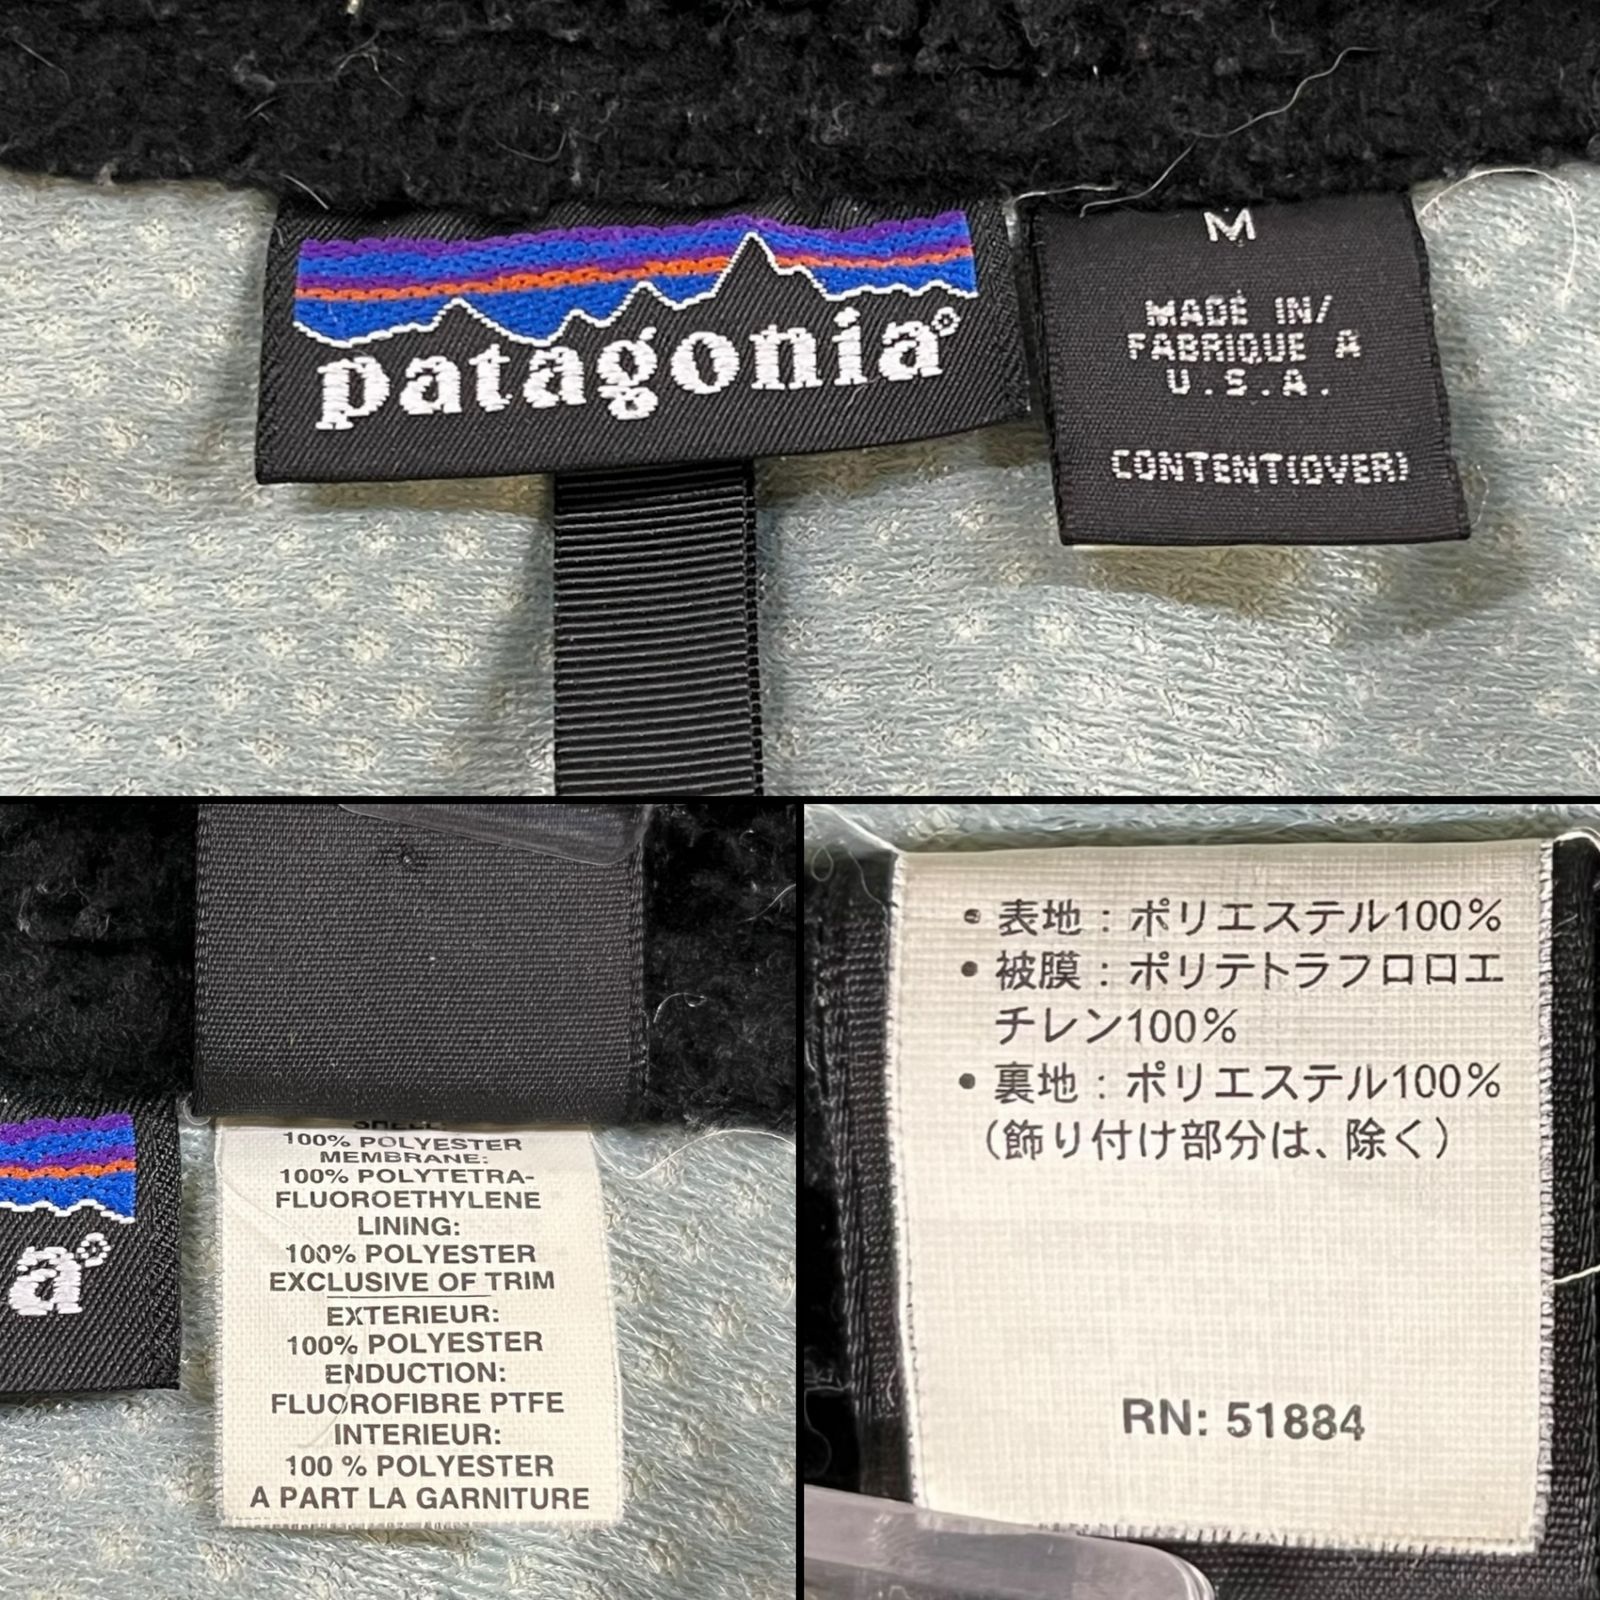 patagonia®
M
MADE IN/
FABRIQUE A
U.S.A.
CONTENT(OVER)
a®
SHELL:
100% POLYESTER
MEMBRANE:
100% POLYTETRA-
FLUOROETHYLENE
LINING:
100% POLYESTER
EXCLUSIVE OF TRIM
EXTERIEUR:
100% POLYESTER
ENDUCTION:
FLUOROFIBRE PTFE
INTERIEUR:
100 % POLYESTER
A PART LA GARNITURE
• 表地：ポリエステル100%
• 被膜：ポリテトラフロロエ
チレン100%
• 裏地：ポリエステル100%
（飾り付け部分は、除く）
RN: 51884